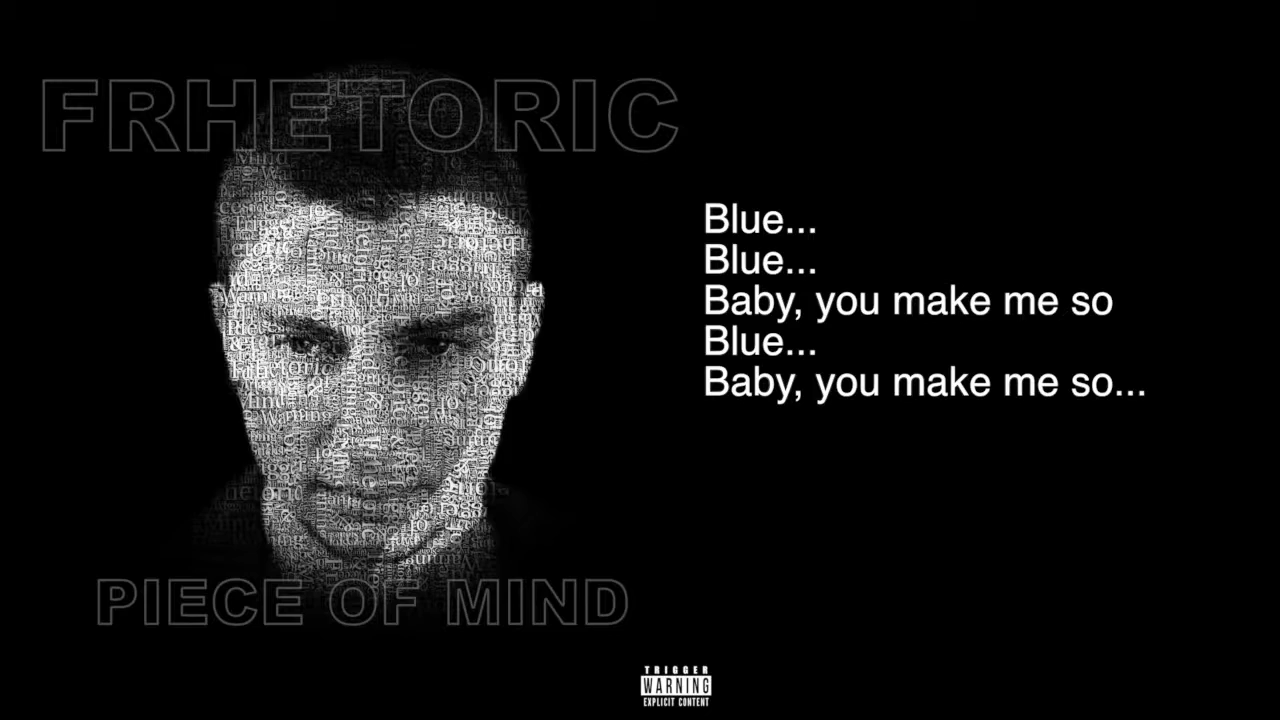 FRHETORIC
Blue...
Blue...
Baby, you make me so
Blue...
Baby, you make me so...
PIECE OF MIND
TRIGGER
WARNING
EXPLICIT CONTENT